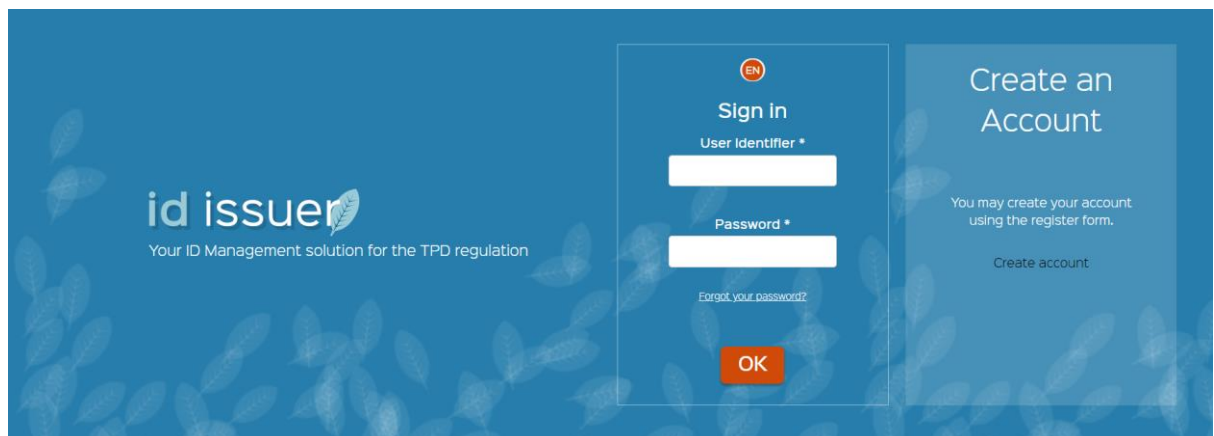 id issuer
Your ID Management solution for the TPD regulation
EN
Sign in
User Identifier *
Password *
Forgot your password?
OK
Create an
Account
You may create your account
using the register form.
Create account